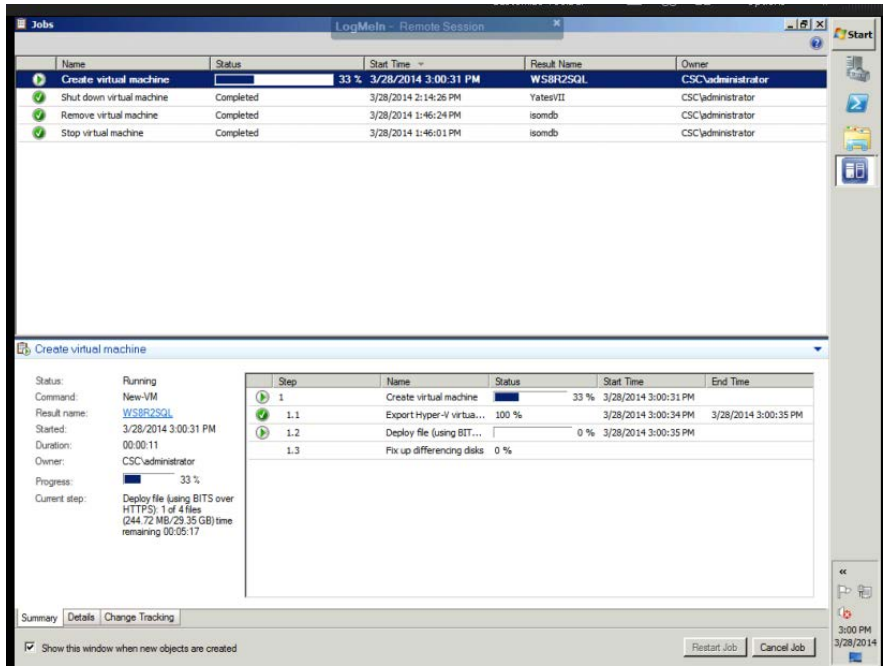 Jobs
LogMeIn - Remote Session
Start
Name Status Start Time Result Name Owner
Create virtual machine 33 % 3/28/2014 3:00:31 PM WS8R2SQL CSC\administrator
Shut down virtual machine Completed 3/28/2014 2:14:26 PM YatesVII CSC\administrator
Remove virtual machine Completed 3/28/2014 1:46:24 PM isomdb CSC\administrator
Stop virtual machine Completed 3/28/2014 1:46:01 PM isomdb CSC\administrator
Create virtual machine
Status: Running
Command: New-VM
Result name: WS8R2SQL
Started: 3/28/2014 3:00:31 PM
Duration: 00:00:11
Owner: CSC\administrator
Progress: 33 %
Current step: Deploy file (using BITS over
HTTPS): 1 of 4 files
(244.72 MB/29.35 GB) time
remaining 00:05:17
Step Name Status Start Time End Time
1 Create virtual machine 33 % 3/28/2014 3:00:31 PM
1.1 Export Hyper-V virtua... 100 % 3/28/2014 3:00:34 PM 3/28/2014 3:00:35 PM
1.2 Deploy file (using BIT... 0 % 3/28/2014 3:00:35 PM
1.3 Fix up differencing disks 0 %
Summary Details Change Tracking
Show this window when new objects are created
Restart Job Cancel Job
3:00 PM
3/28/2014